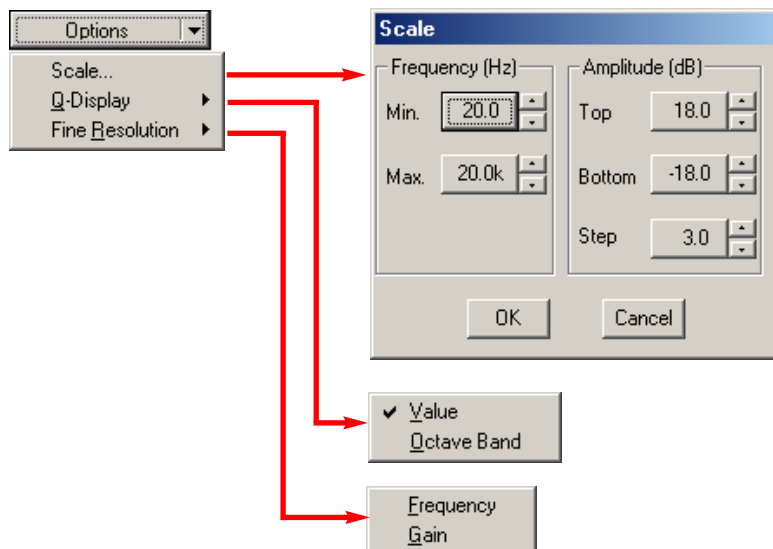 Options
Scale...
Q-Display
Fine Resolution
Scale
Frequency (Hz)
Min. 20.0
Max. 20.0k
Amplitude (dB)
Top 18.0
Bottom -18.0
Step 3.0
OK
Cancel
Value
Octave Band
Frequency
Gain